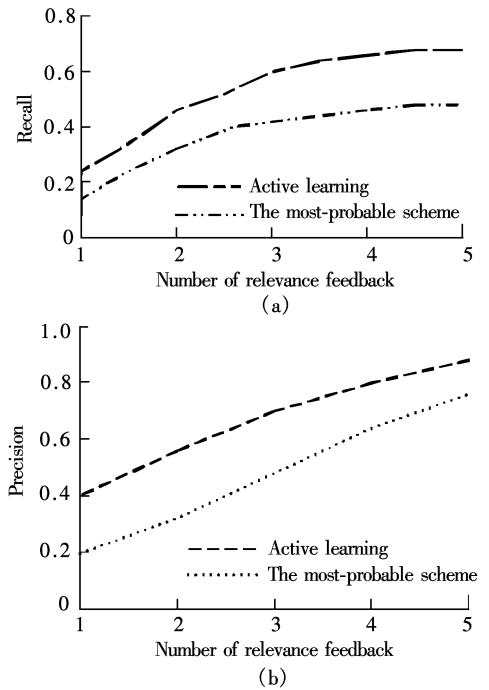 0.8
0.6
0.4
0.2
0
Recall
Active learning
The most-probable scheme
1 2 3 4 5
Number of relevance feedback
(a)
1.0
0.8
0.6
0.4
0.2
0
Precision
Active learning
The most-probable scheme
1 2 3 4 5
Number of relevance feedback
(b)